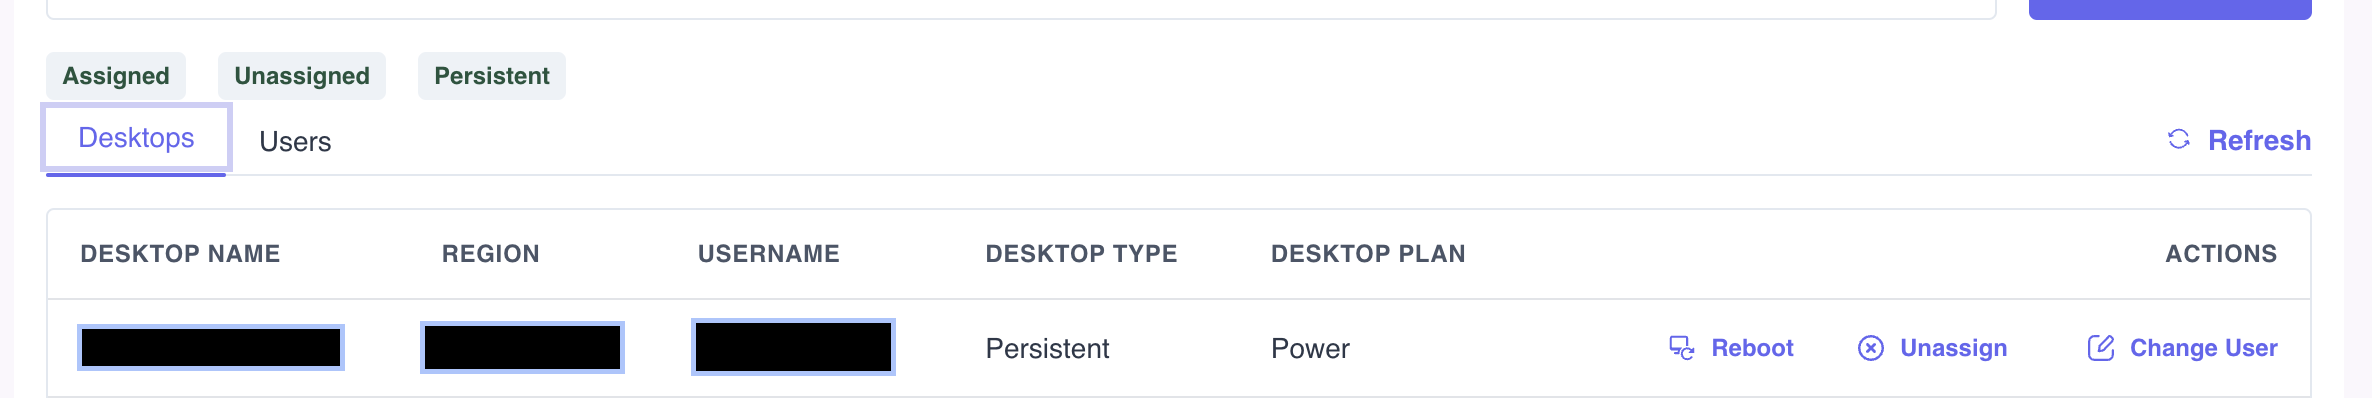 Assigned Unassigned Persistent
Desktops Users Refresh
DESKTOP NAME REGION USERNAME DESKTOP TYPE DESKTOP PLAN ACTIONS
Persistent Power Reboot Unassign Change User